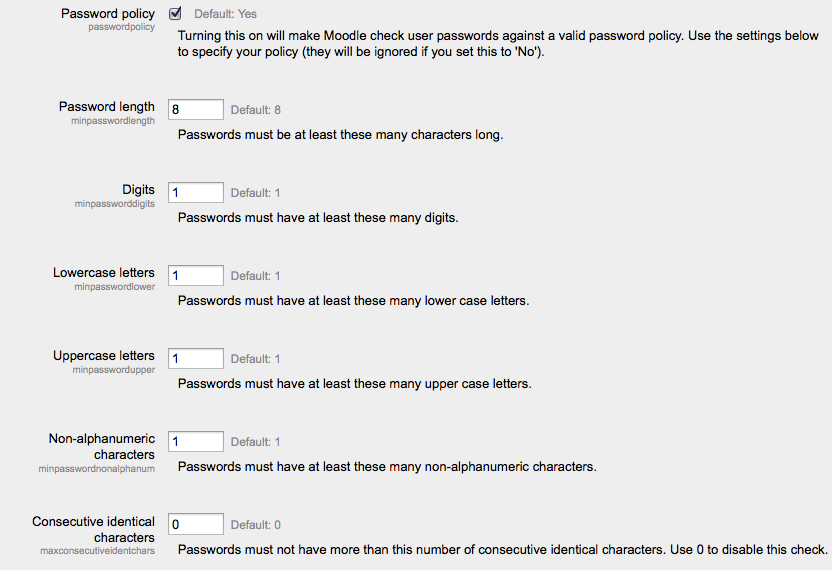 Password policy Default: Yes
passwordpolicy
Turning this on will make Moodle check user passwords against a valid password policy. Use the settings below
to specify your policy (they will be ignored if you set this to 'No').
Password length 8 Default: 8
minpasswordlength
Passwords must be at least these many characters long.
Digits 1 Default: 1
minpassworddigits
Passwords must have at least these many digits.
Lowercase letters 1 Default: 1
minpasswordlower
Passwords must have at least these many lower case letters.
Uppercase letters 1 Default: 1
minpasswordupper
Passwords must have at least these many upper case letters.
Non-alphanumeric 1 Default: 1
characters
minpasswordnonalphanum
Passwords must have at least these many non-alphanumeric characters.
Consecutive identical 0 Default: 0
characters
maxconsecutiveidentchars
Passwords must not have more than this number of consecutive identical characters. Use 0 to disable this check.